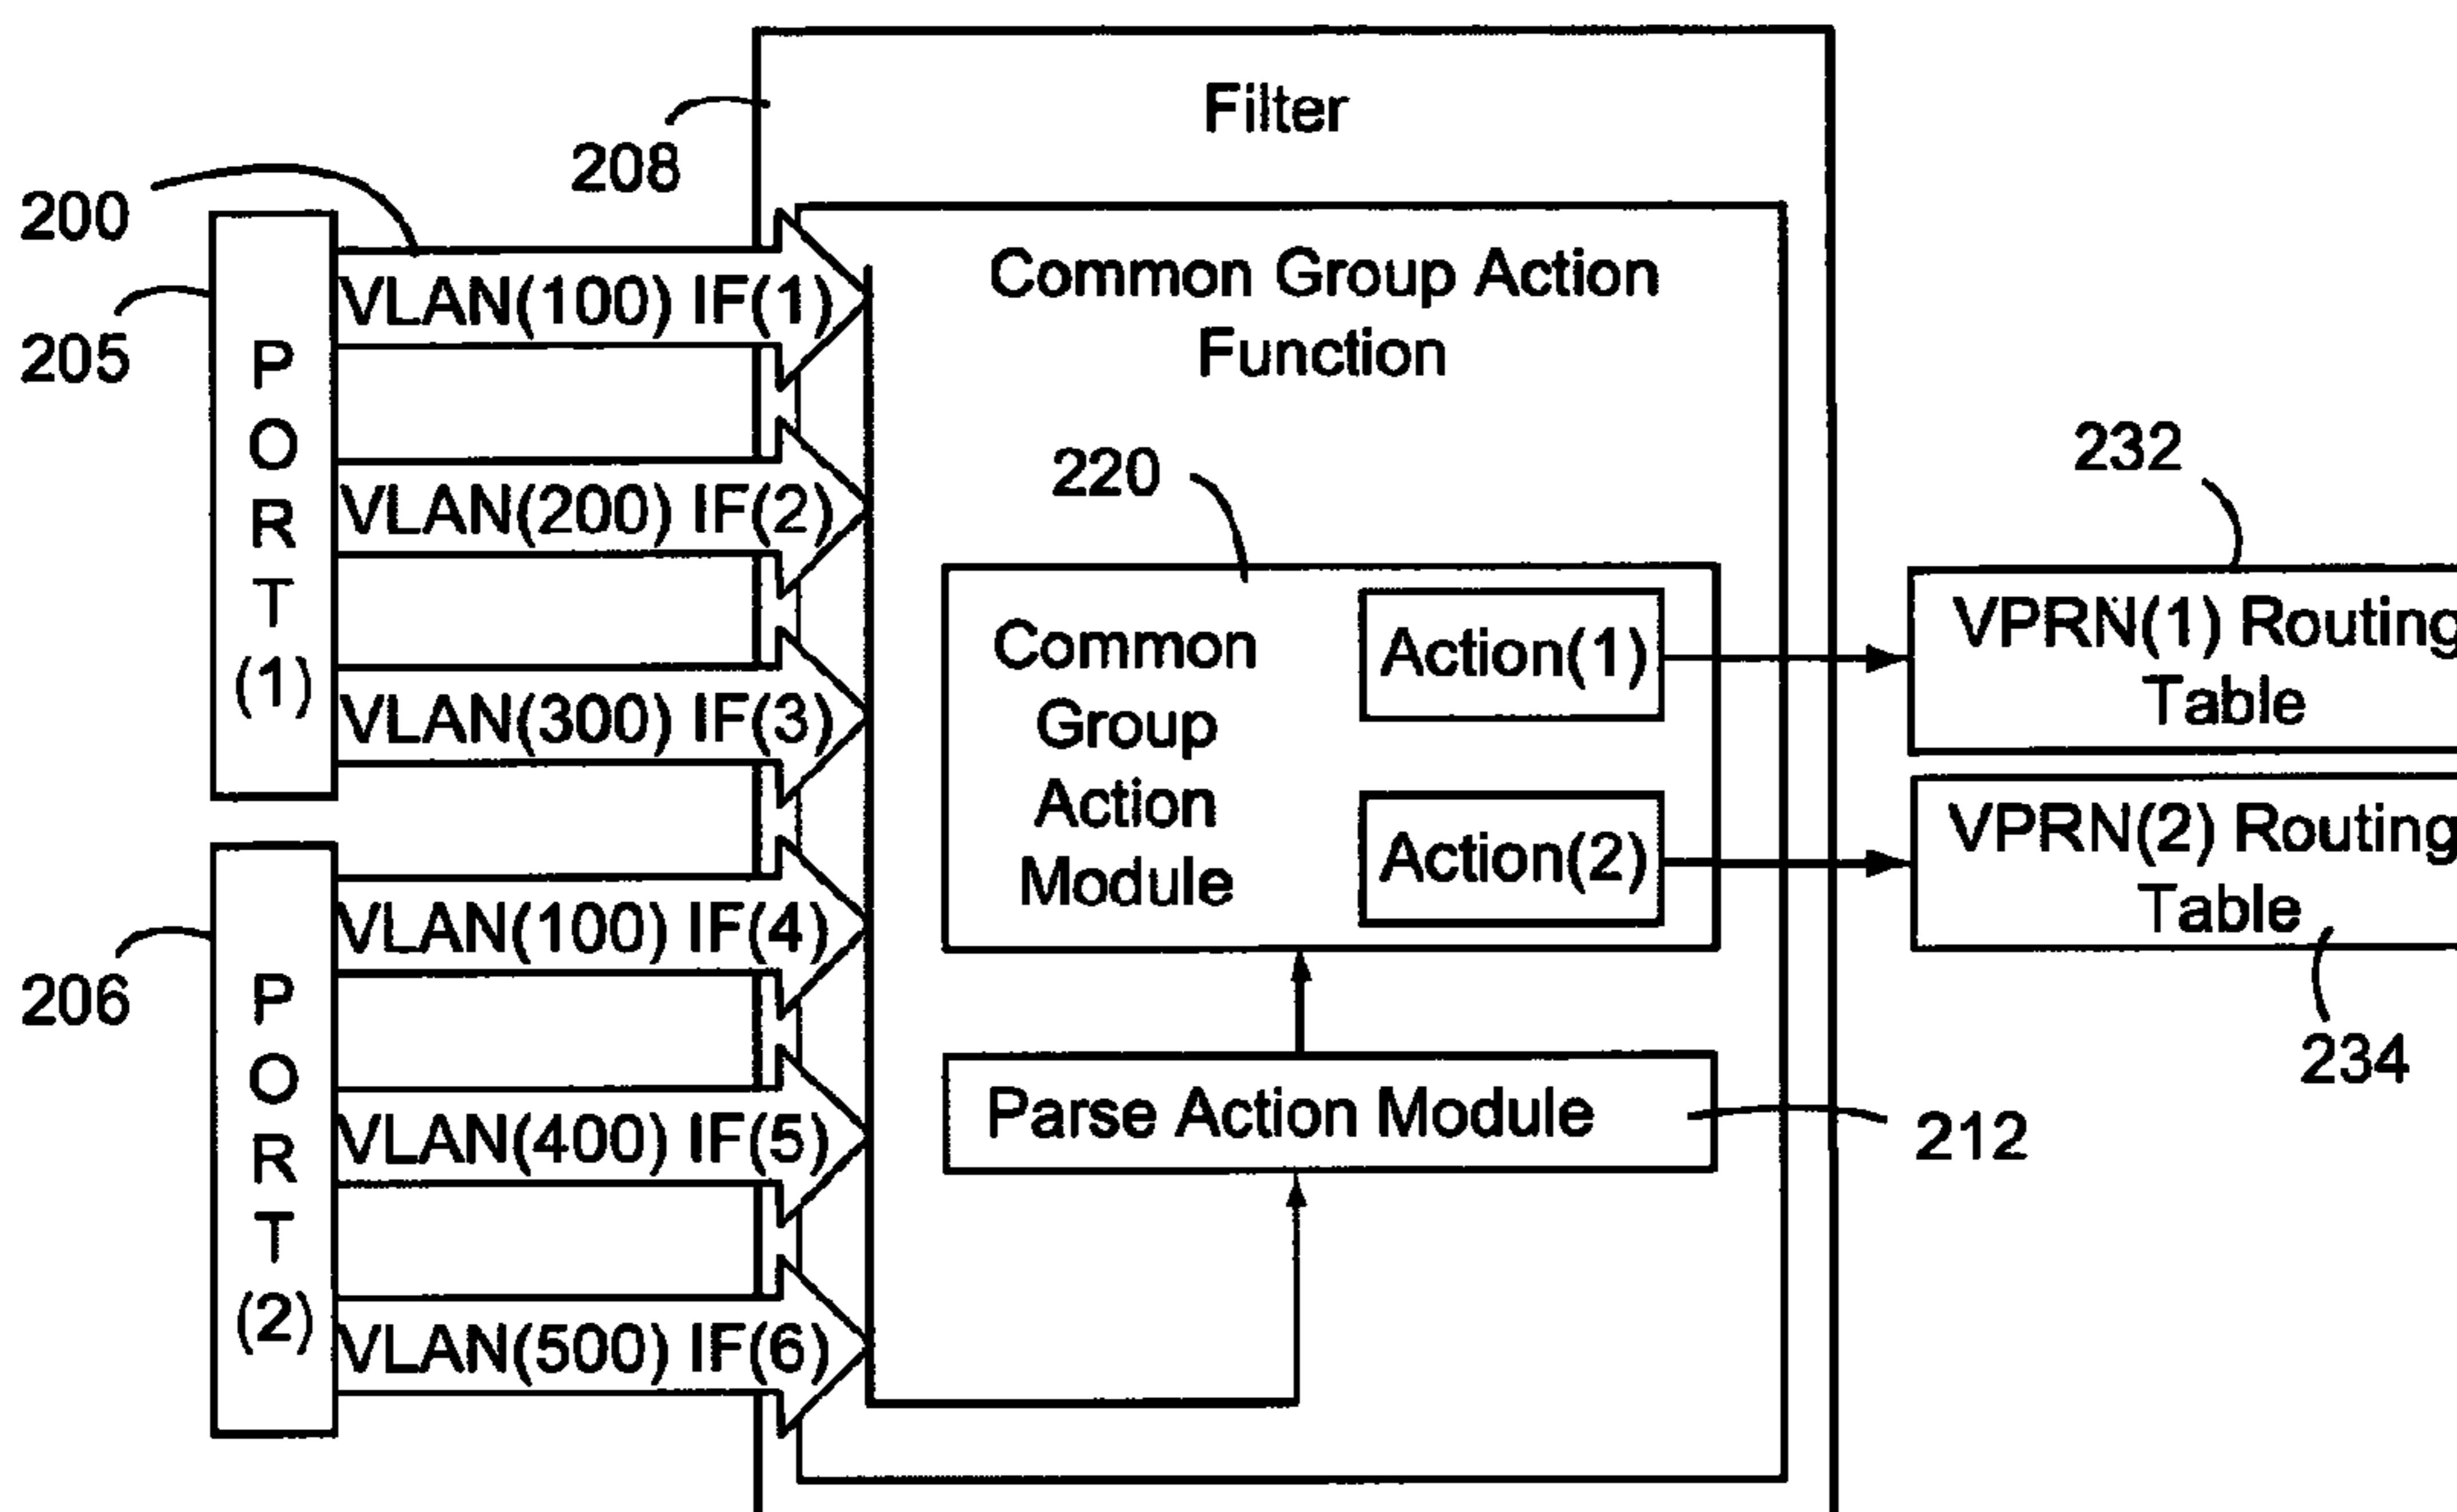 Filter
208
200
205
PORT
(1)
VLAN(100) IF(1)
VLAN(200) IF(2)
VLAN(300) IF(3)
206
PORT
(2)
VLAN(100) IF(4)
VLAN(400) IF(5)
VLAN(500) IF(6)
Common Group Action
Function
220
Common
Group
Action
Module
Action(1)
Action(2)
Parse Action Module
212
232
VPRN(1) Routing
Table
VPRN(2) Routing
Table
234